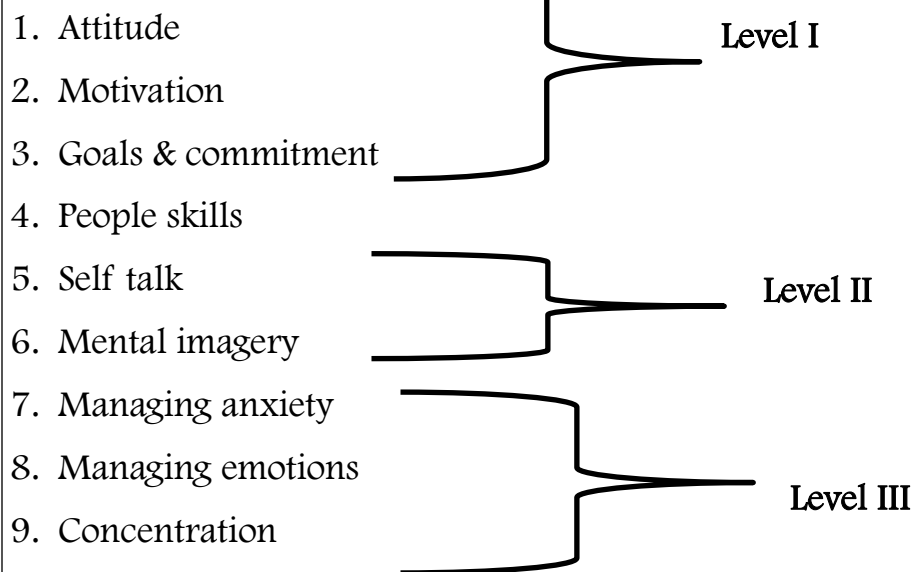 1. Attitude
Level I
2. Motivation
3. Goals & commitment
4. People skills
5. Self talk
Level II
6. Mental imagery
7. Managing anxiety
8. Managing emotions
Level III
9. Concentration